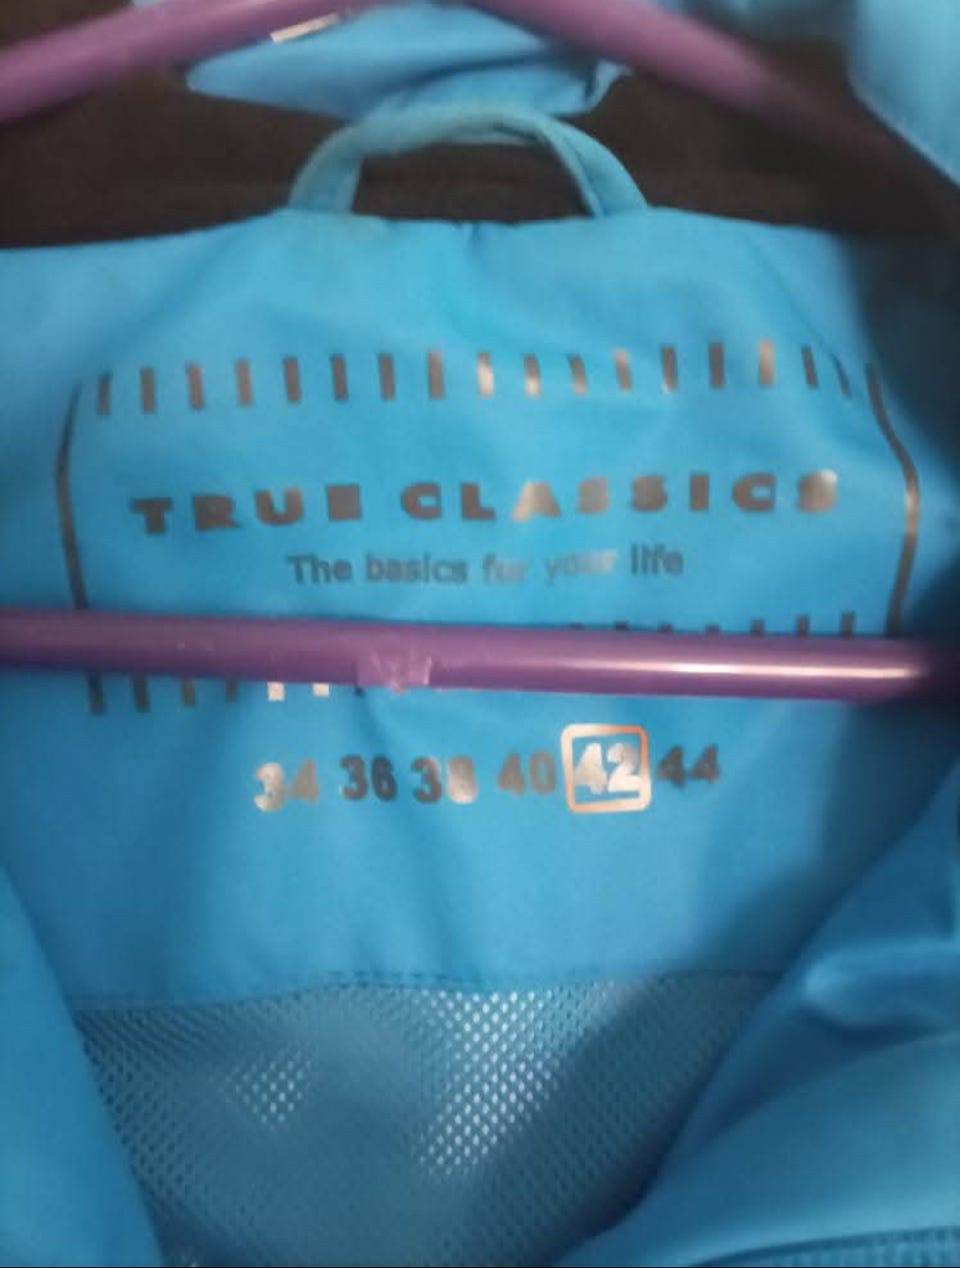 TRUE CLASSICS
The basics for your life
34 36 38 40 42 44